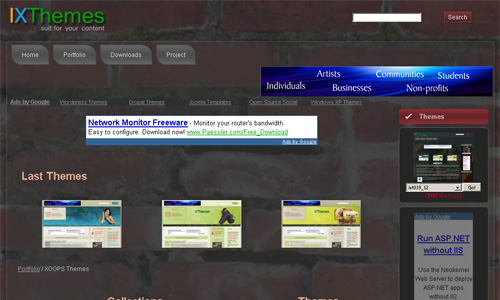 IXThemes
suit for your content
Search
Home Portfolio Downloads Project
Artists Communities Students
Individuals Businesses Non-profits
Ads by Google Wordpress Themes Drupal Themes Joomla Templates Open Source Social Windows XP Themes
Themes
Network Monitor Freeware - Monitor your router's bandwidth.
Easy to configure. Download now! www.Paessler.com/Free_Download
Ads by Google
Last Themes
Go!
Ads by Google
Run ASP.NET
without IIS
Use the Neokernel
Web Server to deploy
ASP.NET apps
without IIS.
Portfolio / XOOPS Themes
Collections Themes